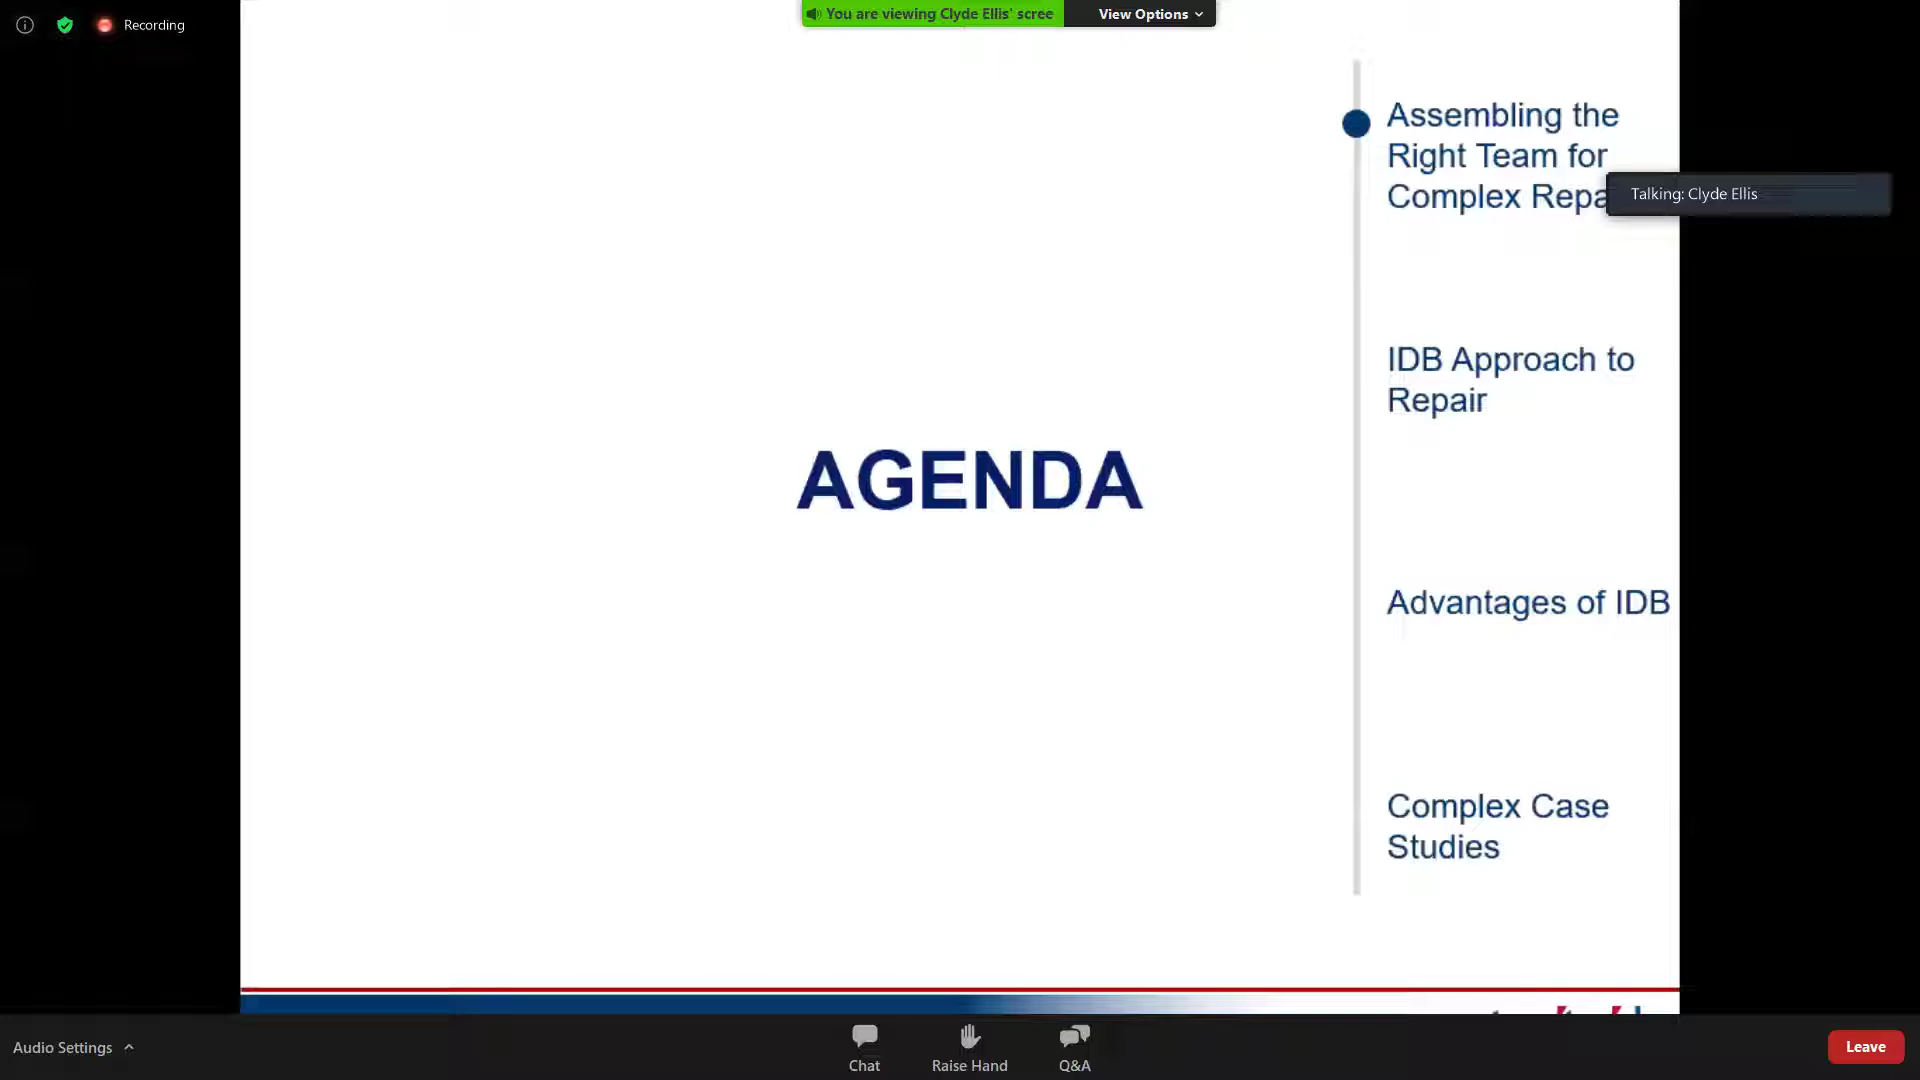 Recording
You are viewing Clyde Ellis' scree
View Options
Assembling the
Right Team for
Complex Repa
Talking: Clyde Ellis
IDB Approach to
Repair
AGENDA
Advantages of IDB
Complex Case
Studies
Audio Settings
Chat
Raise Hand
Q&A
Leave